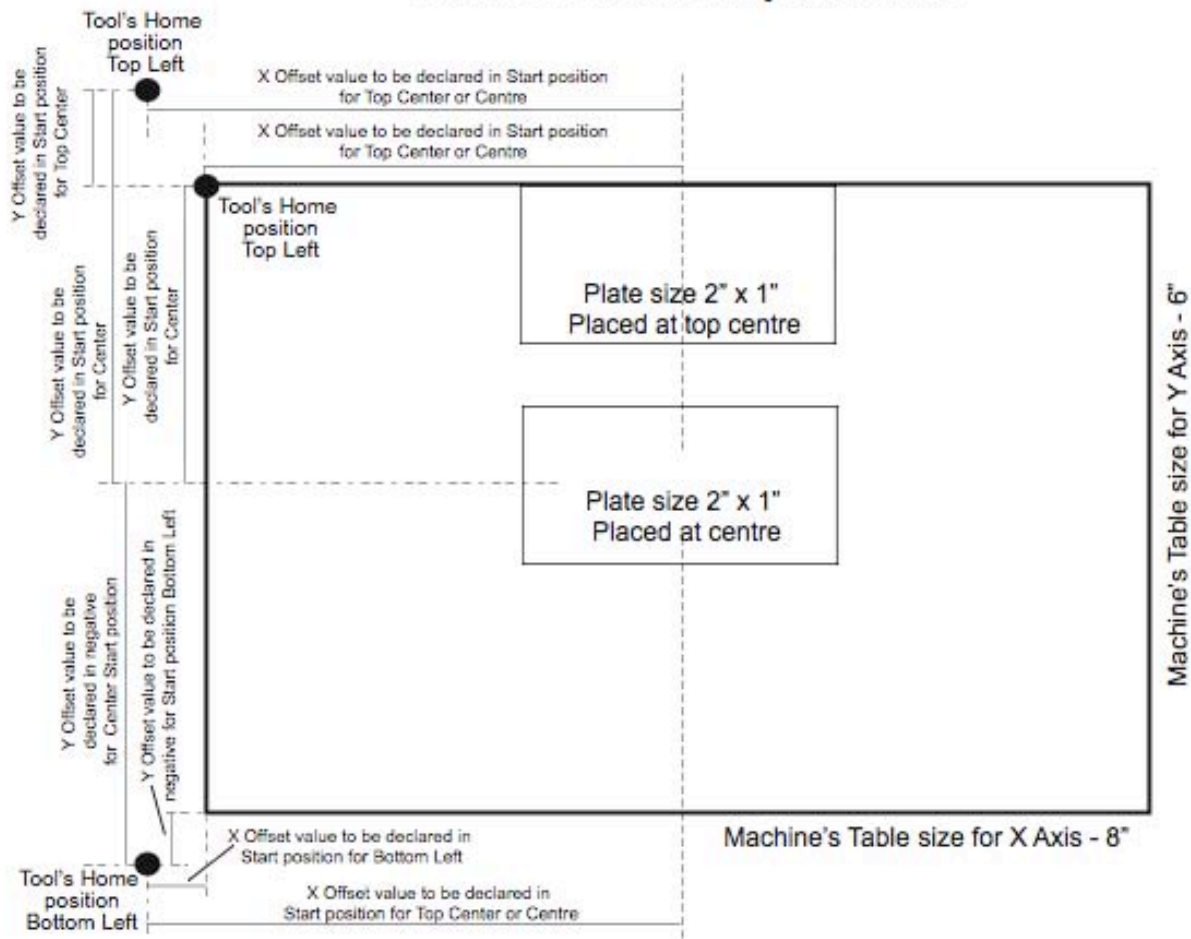 Tool's Home
position
Top Left
X Offset value to be declared in Start position
for Top Center or Centre
X Offset value to be declared in Start position
for Top Center or Centre
Y Offset value to be
declared in Start position
for Top Center
Tool's Home
position
Top Left
Y Offset value to be
declared in Start position
for Center
Y Offset value to be
declared in Start position
for Center
Plate size 2" x 1"
Placed at top centre
Plate size 2" x 1"
Placed at centre
Machine's Table size for Y Axis - 6"
Y Offset value to be
declared in negative
for Center Start position
Y Offset value to be declared in
negative for Start position Bottom Left
Machine's Table size for X Axis - 8"
X Offset value to be declared in
Start position for Bottom Left
Tool's Home
position
Bottom Left
X Offset value to be declared in
Start position for Top Center or Centre